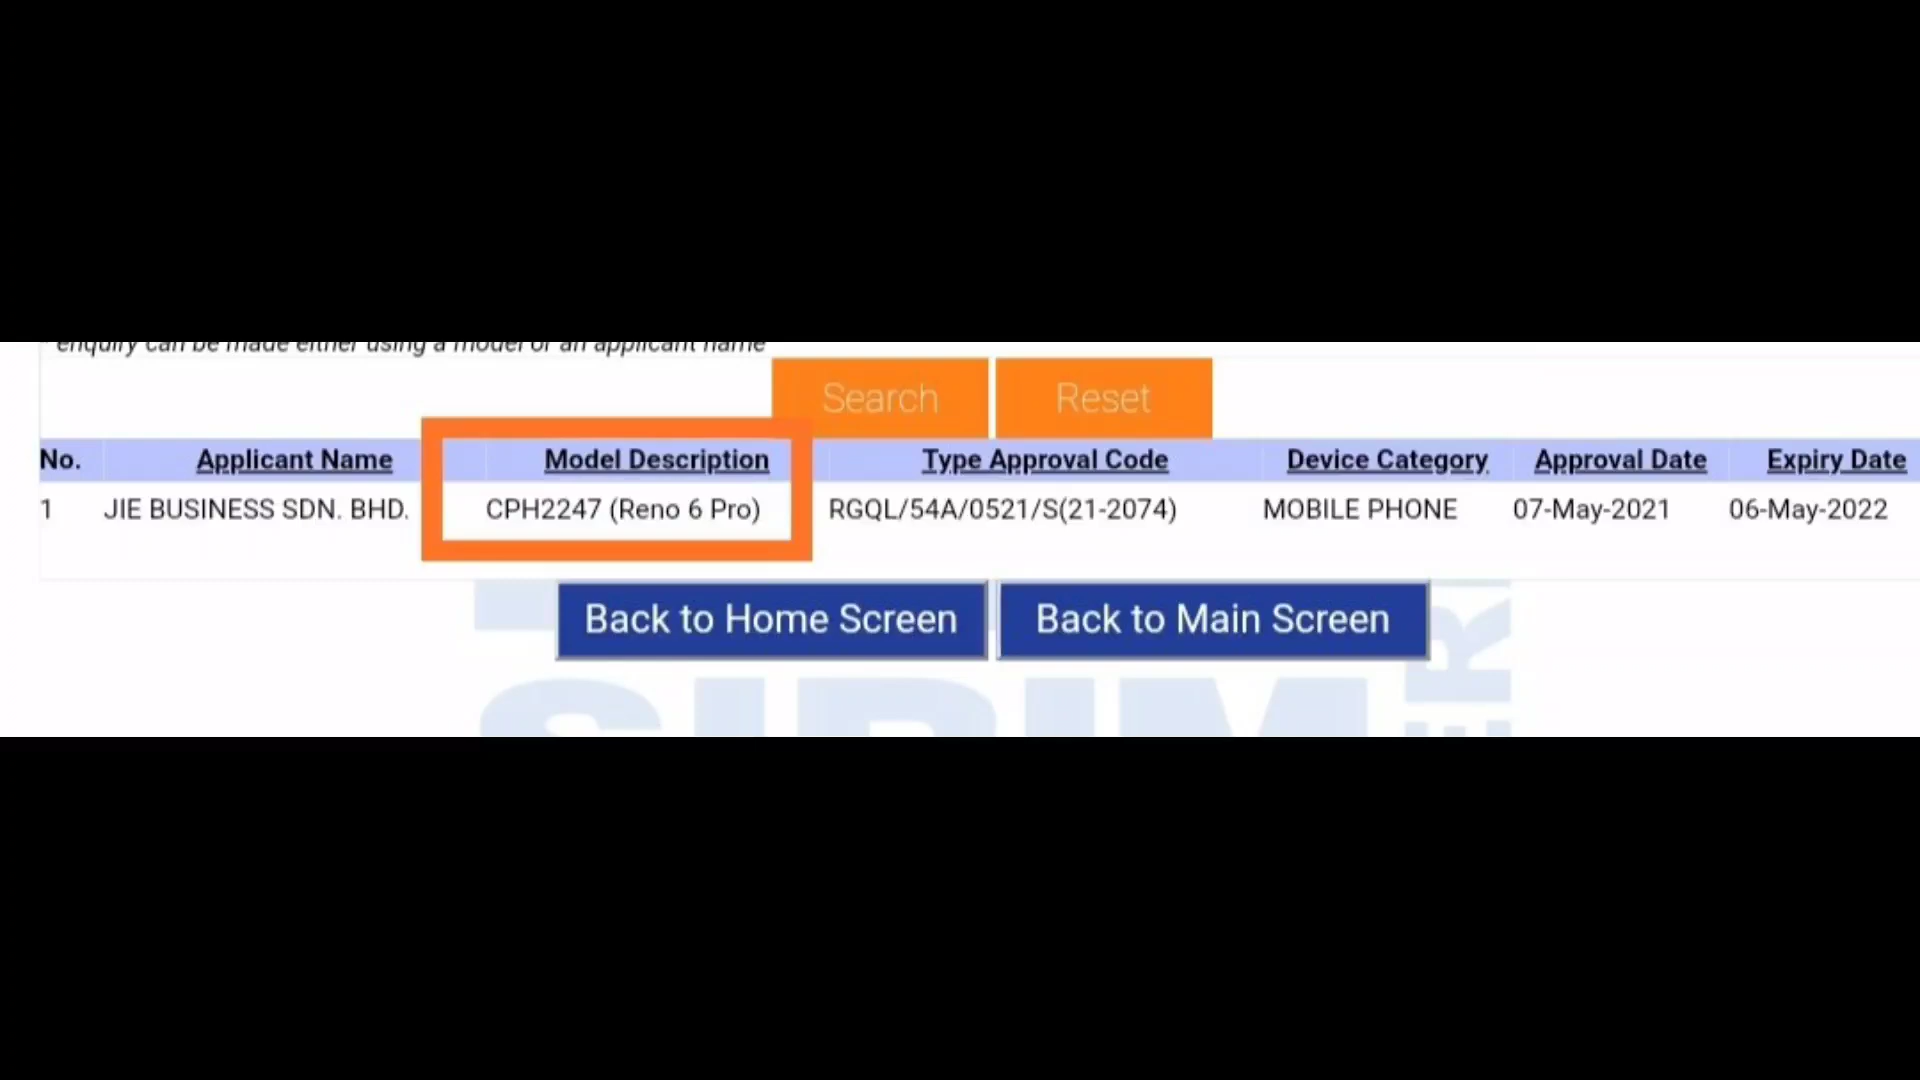 enquiry can be made either using a model or an applicant name
Search Reset
No. Applicant Name Model Description Type Approval Code Device Category Approval Date Expiry Date
1 JIE BUSINESS SDN. BHD. CPH2247 (Reno 6 Pro) RGQL/54A/0521/S(21-2074) MOBILE PHONE 07-May-2021 06-May-2022
Back to Home Screen Back to Main Screen
SIRIM